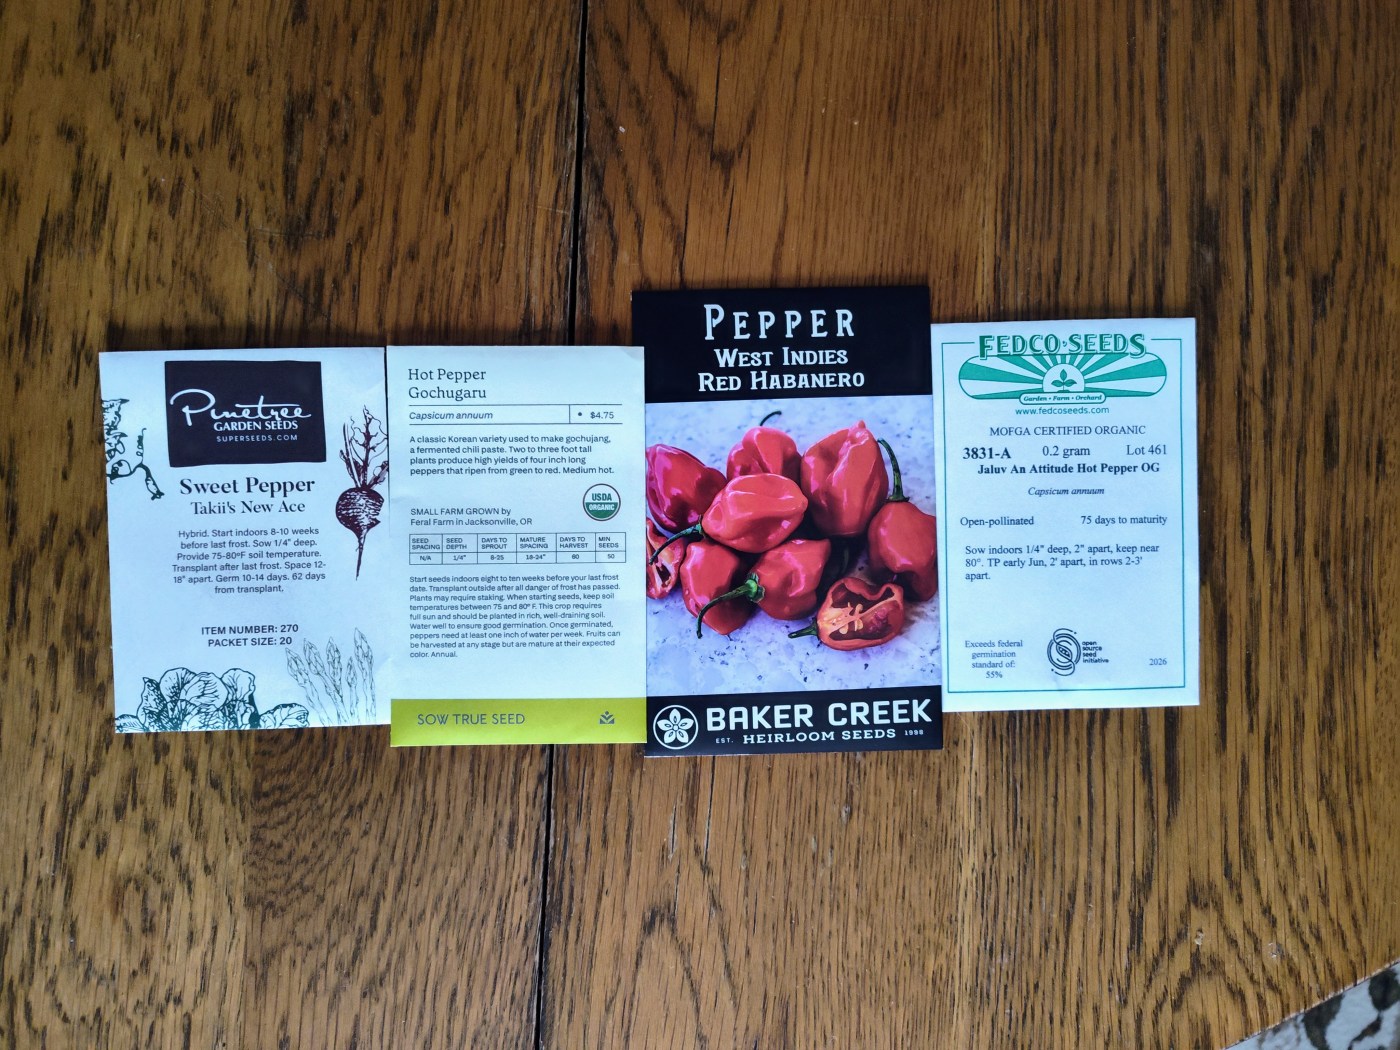 Pinetree
GARDEN SEEDS
SUPERSEEDS.COM
Sweet Pepper
Takii's New Ace
Hybrid. Start indoors 8-10 weeks
before last frost. Sow 1/4" deep.
Provide 75-80ºF soil temperature.
Transplant after last frost. Space 12-
18" apart. Germ 10-14 days. 62 days
from transplant.
ITEM NUMBER: 270
PACKET SIZE: 20
Hot Pepper
Gochugaru
Capsicum annuum • $4.75
A classic Korean variety used to make gochujang,
a fermented chili paste. Two to three foot tall
plants produce high yields of four inch long
peppers that ripen from green to red. Medium hot.
USDA
ORGANIC
SMALL FARM GROWN by
Feral Farm in Jacksonville, OR
SEED SPACING SEED DEPTH DAYS TO SPROUT MATURE SPACING DAYS TO HARVEST MIN SEEDS
N/A 1/4" 8-25 18-24" 80 50
Start seeds indoors eight to ten weeks before your last frost
date. Transplant outside after all danger of frost has passed.
Plants may require staking. When starting seeds, keep soil
temperatures between 75 and 80º F. This crop requires
full sun and should be planted in rich, well-draining soil.
Water well to ensure good germination. Once germinated,
peppers need at least one inch of water per week. Fruits can
be harvested at any stage but are mature at their expected
color. Annual.
SOW TRUE SEED
PEPPER
WEST INDIES
RED HABANERO
BAKER CREEK
EST. HEIRLOOM SEEDS 1998
FEDCO·SEEDS
Garden • Farm • Orchard
www.fedcoseeds.com
MOFGA CERTIFIED ORGANIC
3831-A 0.2 gram Lot 461
Jaluv An Attitude Hot Pepper OG
Capsicum annuum
Open-pollinated 75 days to maturity
Sow indoors 1/4" deep, 2" apart, keep near
80°. TP early Jun, 2' apart, in rows 2-3'
apart.
Exceeds federal
germination
standard of:
55%
open
source
seed
initiative
2026